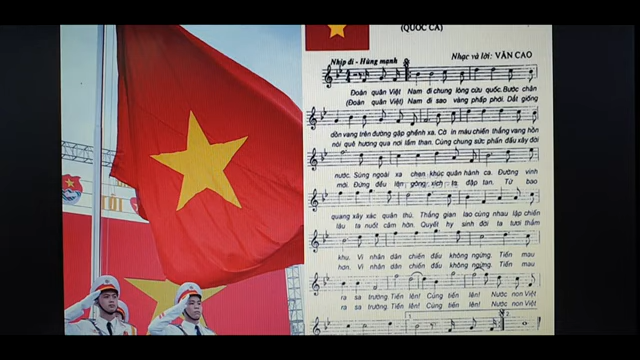 (QUỐC CA)
Nhịp đi - Hùng mạnh
Nhạc và lời: VĂN CAO
Đoàn quân Việt Nam đi chung lòng cứu quốc. Bước chân
(Đoàn quân Việt) Nam đi sao vàng phấp phới. Dắt giống
dồn vang trên đường gập ghềnh xa. Cờ in máu chiến thắng vang hồn
nòi quê hương qua nơi lầm than. Cùng chung sức phấn đấu xây đời
nước. Súng ngoài xa chen khúc quân hành ca. Đường vinh
mới. Đứng đều lên gông xích ta đập tan. Từ bao
quang xây xác quân thù. Thắng gian lao cùng nhau lập chiến
lâu ta nuốt căm hờn. Quyết hy sinh đời ta tươi thắm
khu. Vì nhân dân chiến đấu không ngừng. Tiến mau
hơn. Vì nhân dân chiến đấu không ngừng. Tiến mau
ra sa trường. Tiến lên! Cùng tiến lên! Nước non Việt
ra sa trường. Tiến lên! Cùng tiến lên! Nước non Việt